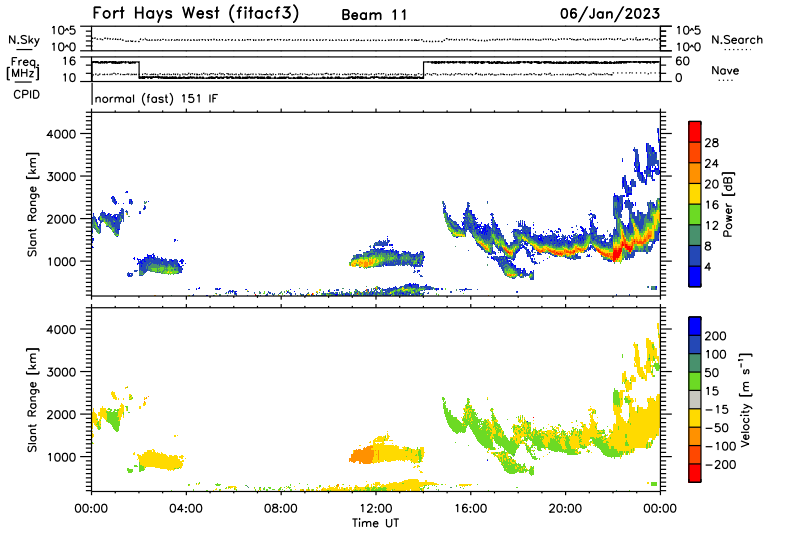 Fort Hays West (fitacf3) Beam 11 06/Jan/2023
N.Sky 10^5 10^0 10^5 10^0 N.Search
Freq. [MHz] 16 10 60 0 Nave
CPID normal (fast) 151 IF
Slant Range [km] 4000 3000 2000 1000
Power [dB] 28 24 20 16 12 8 4
Slant Range [km] 4000 3000 2000 1000
Velocity [m s⁻¹] 200 100 50 15 −15 −50 −100 −200
00:00 04:00 08:00 12:00 16:00 20:00 00:00
Time UT